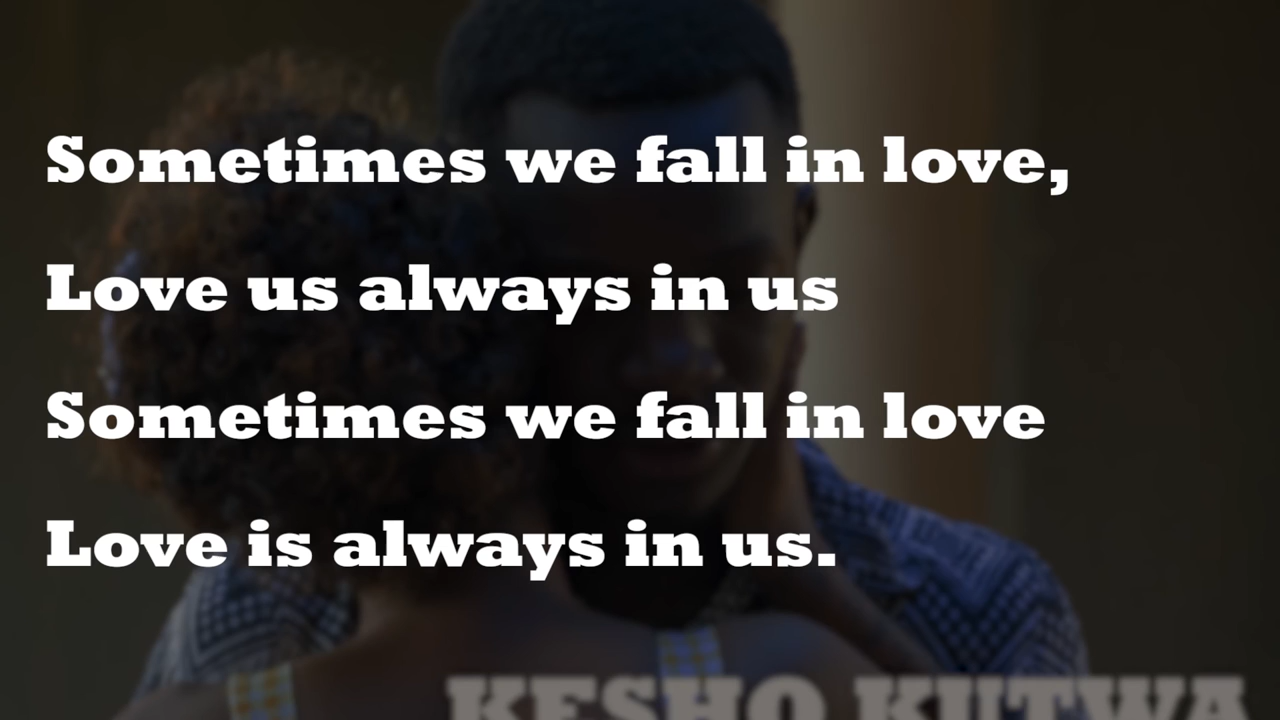 Sometimes we fall in love,
Love us always in us
Sometimes we fall in love
Love is always in us.
KESHO KUTWA